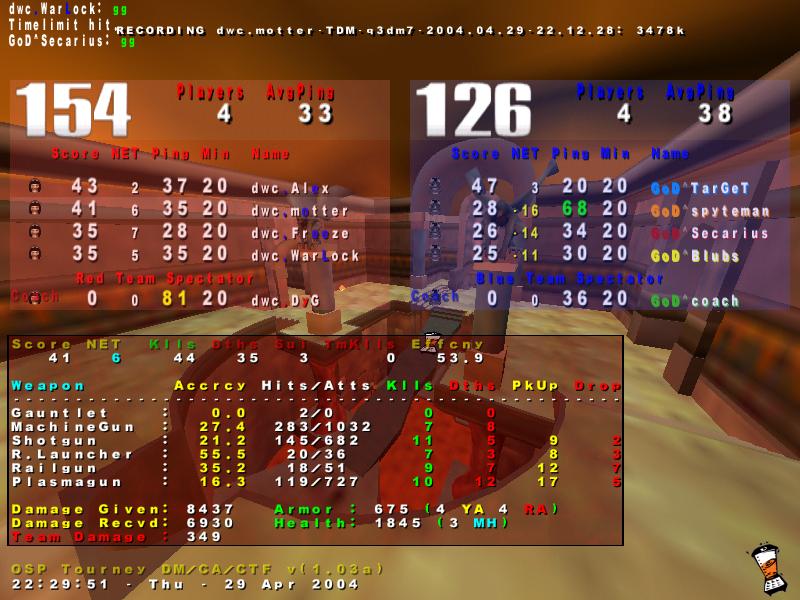 dwc.WarLock: gg
Timelimit hit.
RECORDING dwc.motter-TDM-q3dm7-2004.04.29-22.12.28: 3478k
GoD^Secarius: gg
154 Players AvgPing
4 33
Score NET Ping Min Name
43 2 37 20 dwc.Alex
41 6 35 20 dwc.motter
35 7 28 20 dwc.Freeze
35 5 35 20 dwc.WarLock
Red Team Spectator
Coach 0 0 81 20 dwc.DyG
126 Players AvgPing
4 38
Score NET Ping Min Name
47 3 20 20 GoD^TarGeT
28 -16 68 20 GoD^spyteman
26 -14 34 20 GoD^Secarius
25 -11 30 20 GoD^Blubs
Blue Team Spectator
Coach 0 0 36 20 GoD^coach
Score NET Klls Dths Sui TmKlls Effcny
41 6 44 35 3 0 53.9
Weapon Accrcy Hits/Atts Klls Dths PkUp Drop
Gauntlet : 0.0 2/0 0 0
MachineGun : 27.4 283/1032 7 8
Shotgun : 21.2 145/682 11 5 9 2
R.Launcher : 55.5 20/36 7 3 8 3
Railgun : 35.2 18/51 9 7 12 7
Plasmagun : 16.3 119/727 10 12 17 5
Damage Given: 8437 Armor : 675 (4 YA 4 RA)
Damage Recvd: 6930 Health: 1845 (3 MH)
Team Damage : 349
OSP Tourney DM/CA/CTF v(1.03a)
22:29:51 - Thu - 29 Apr 2004